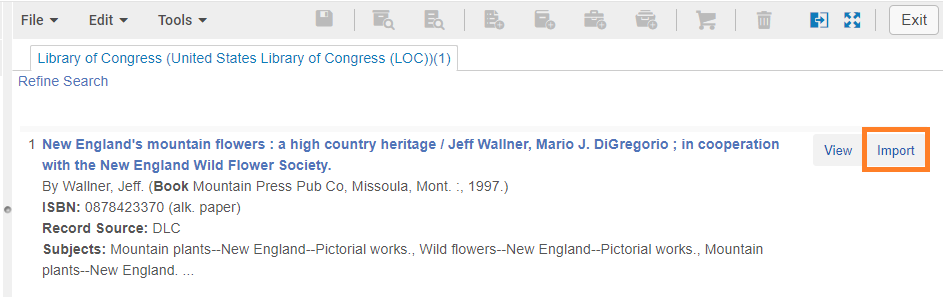 File Edit Tools Exit
Library of Congress (United States Library of Congress (LOC))(1)
Refine Search
1 New England's mountain flowers : a high country heritage / Jeff Wallner, Mario J. DiGregorio ; in cooperation
with the New England Wild Flower Society.
View Import
By Wallner, Jeff. (Book Mountain Press Pub Co, Missoula, Mont. :, 1997.)
ISBN: 0878423370 (alk. paper)
Record Source: DLC
Subjects: Mountain plants--New England--Pictorial works., Wild flowers--New England--Pictorial works., Mountain
plants--New England. ...